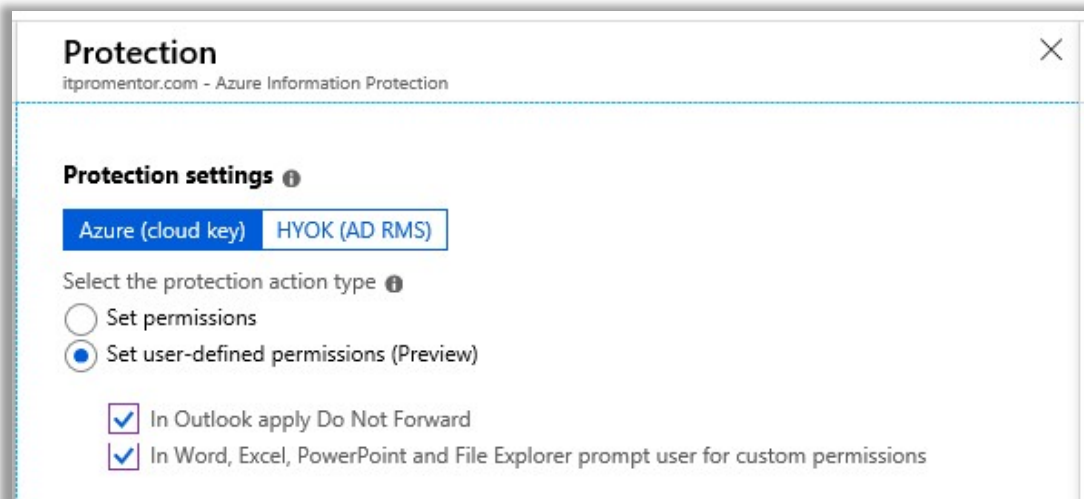 Protection
itpromentor.com - Azure Information Protection
Protection settings
Azure (cloud key) HYOK (AD RMS)
Select the protection action type
Set permissions
Set user-defined permissions (Preview)
In Outlook apply Do Not Forward
In Word, Excel, PowerPoint and File Explorer prompt user for custom permissions